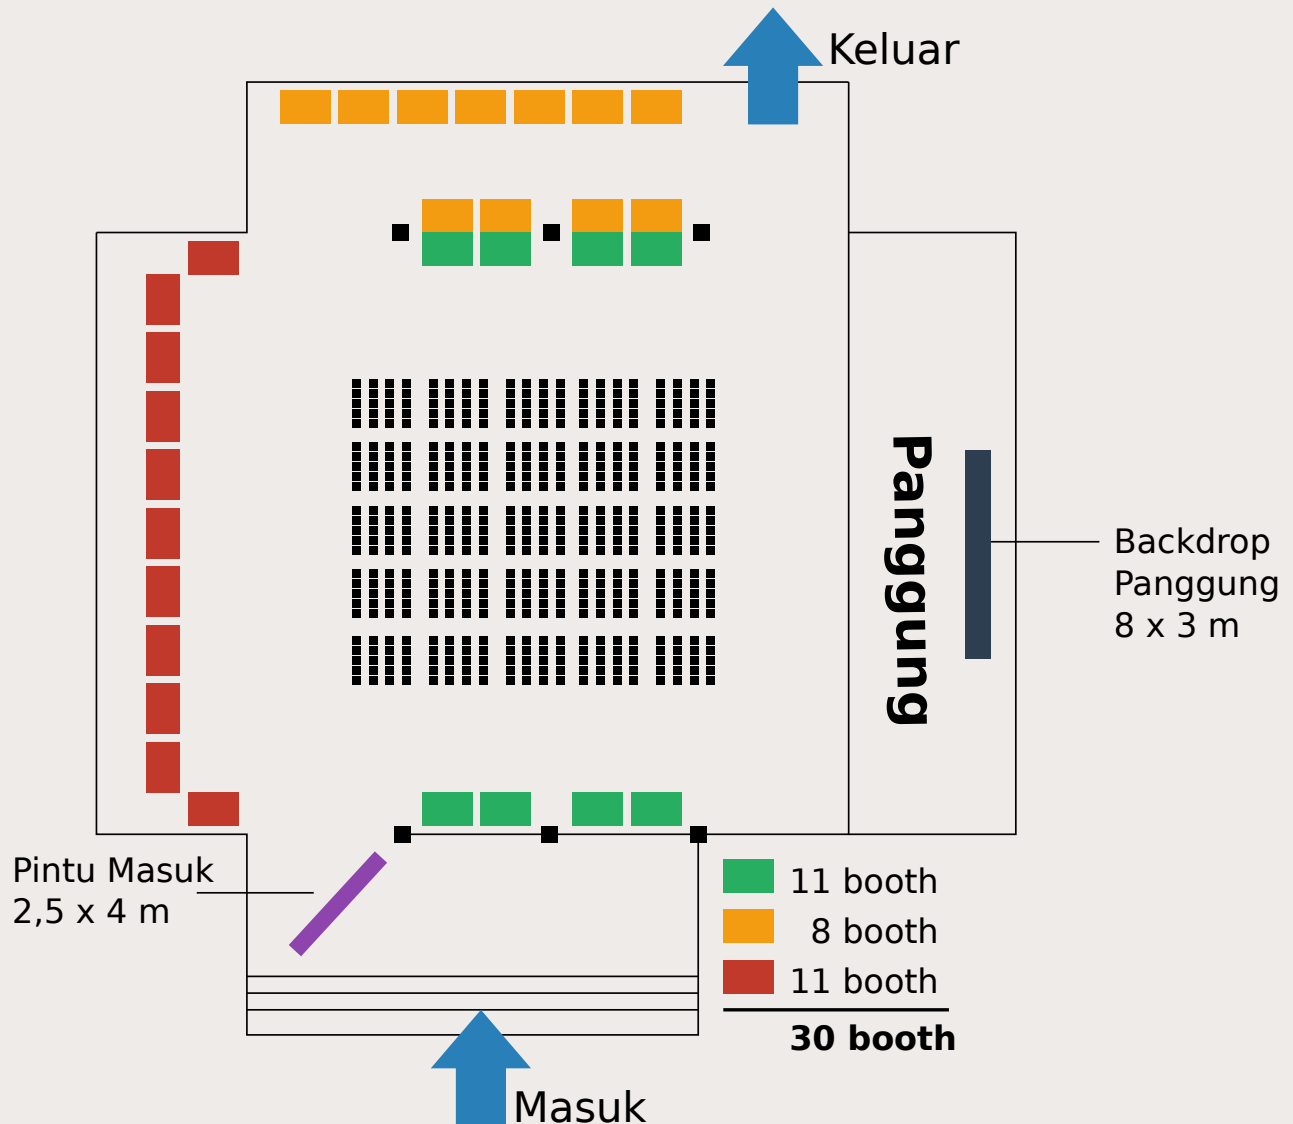 Keluar
Panggung
Backdrop
Panggung
8 x 3 m
Pintu Masuk
2,5 x 4 m
11 booth
8 booth
11 booth
30 booth
Masuk